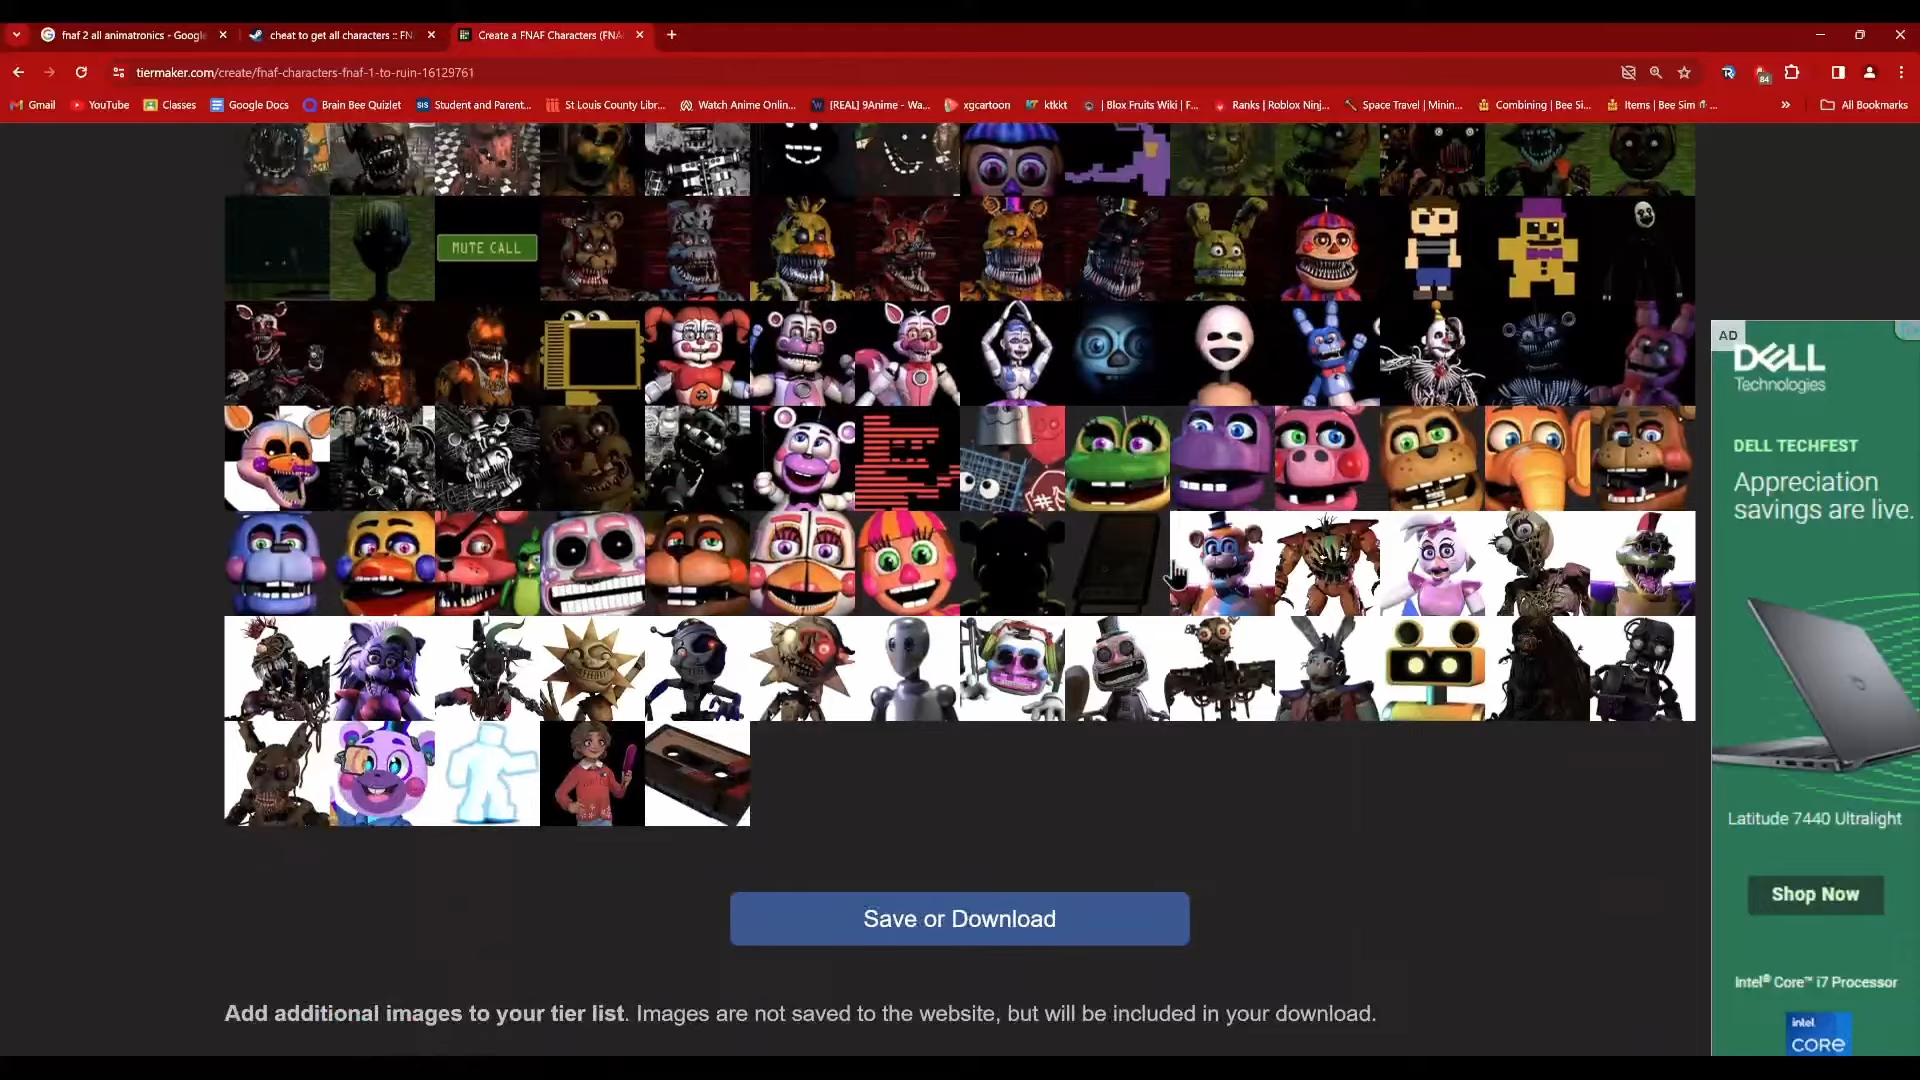 fnaf 2 all animatronics - Google
cheat to get all characters :: FN
Create a FNAF Characters (FNA
tiermaker.com/create/fnaf-characters-fnaf-1-to-ruin-16129761
84
Gmail
YouTube
Classes
Google Docs
Brain Bee Quizlet
SIS
Student and Parent...
St Louis County Libr...
Watch Anime Onlin...
W
[REAL] 9Anime - Wa...
xgcartoon
ktkkt
| Blox Fruits Wiki | F...
Ranks | Roblox Ninj...
Space Travel | Minin...
Combining | Bee Si...
Items | Bee Sim ...
All Bookmarks
MUTE CALL
AD
DELL
Technologies
DELL TECHFEST
Appreciation
savings are live.
Latitude 7440 Ultralight
Shop Now
Intel® Core™ i7 Processor
intel
CORE
Save or Download
Add additional images to your tier list. Images are not saved to the website, but will be included in your download.